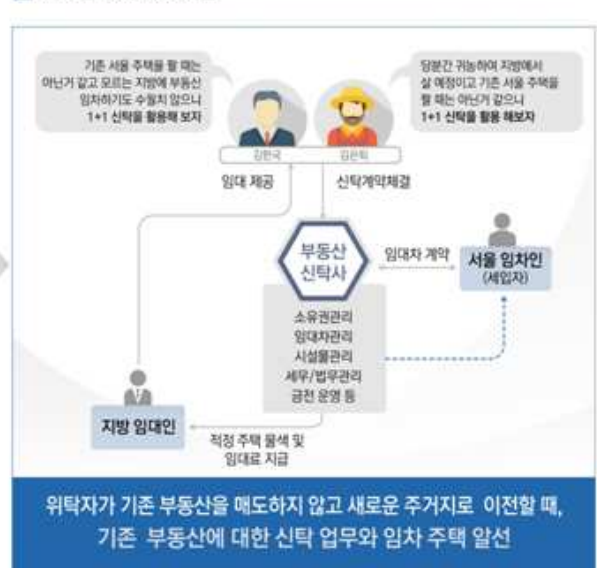 기존 서울 주택을 팔 때는
아닌거 같고 모르는 지방에 부동산
임차하기도 수월치 않으니
1+1 신탁을 활용해 보자
당분간 귀농하여 지방에서
살 예정이고 기존 서울 주택을
팔 때는 아닌거 같으니
1+1 신탁을 활용 해보자
김한국
김은퇴
임대 제공
신탁계약체결
부동산
신탁사
임대차 계약
서울 임차인
(세입자)
소유권관리
임대차관리
시설물관리
세무/법무관리
금전 운영 등
지방 임대인
적정 주택 물색 및
임대료 지급
위탁자가 기존 부동산을 매도하지 않고 새로운 주거지로 이전할 때,
기존 부동산에 대한 신탁 업무와 임차 주택 알선